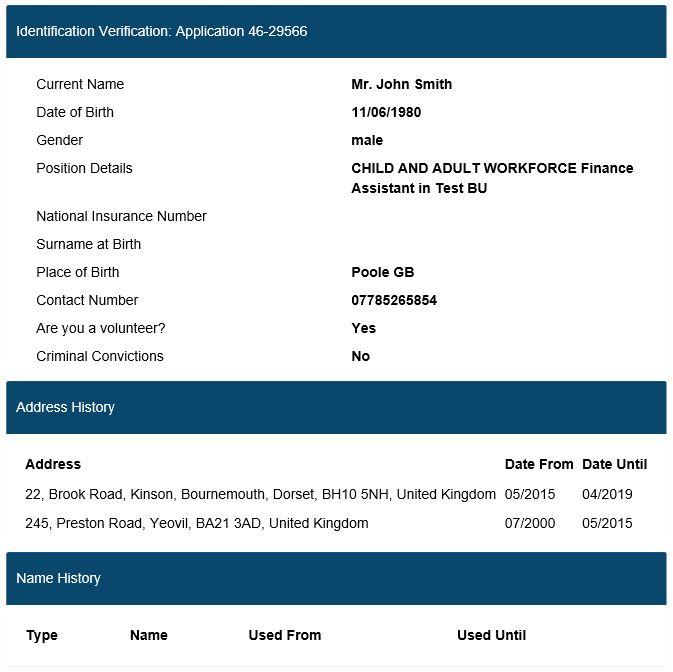 Identification Verification: Application 46-29566
Current Name Mr. John Smith
Date of Birth 11/06/1980
Gender male
Position Details CHILD AND ADULT WORKFORCE Finance
Assistant in Test BU
National Insurance Number
Surname at Birth
Place of Birth Poole GB
Contact Number 07785265854
Are you a volunteer? Yes
Criminal Convictions No
Address History
Address Date From Date Until
22, Brook Road, Kinson, Bournemouth, Dorset, BH10 5NH, United Kingdom 05/2015 04/2019
245, Preston Road, Yeovil, BA21 3AD, United Kingdom 07/2000 05/2015
Name History
Type Name Used From Used Until